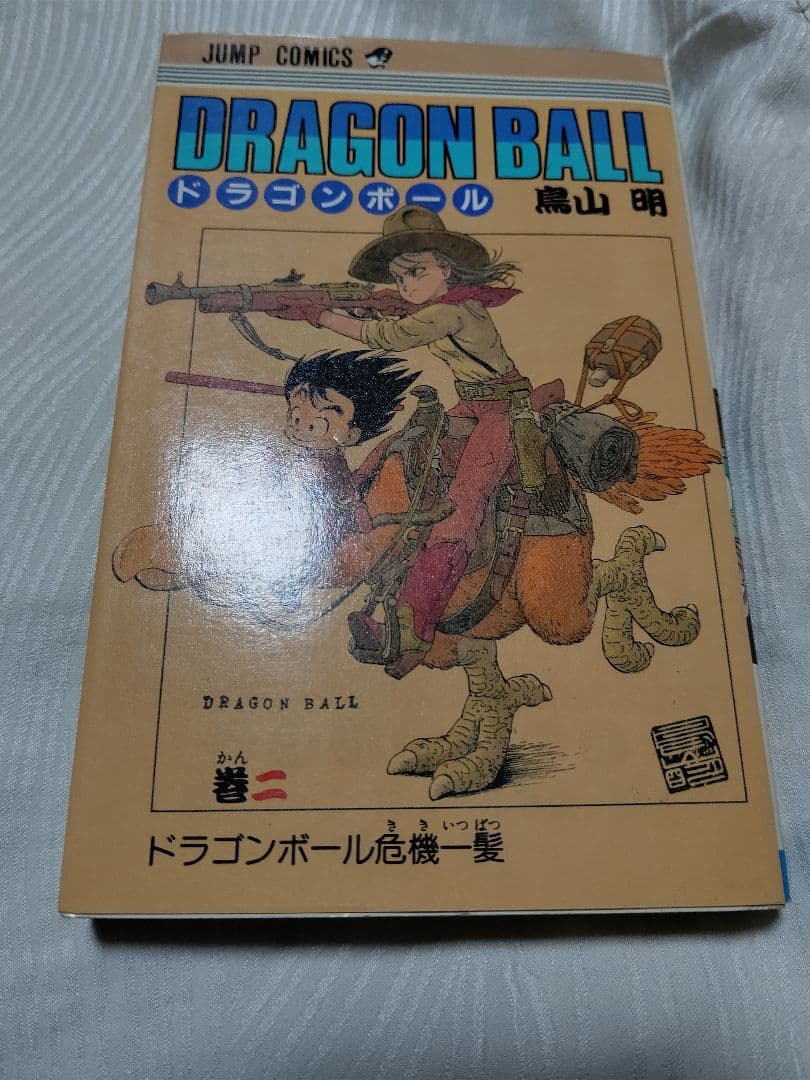 JUMP COMICS
DRAGON BALL
ドラゴンボール
鳥山 明
DRAGON BALL
かん
巻二
き き いっ ぱつ
ドラゴンボール危機一髪